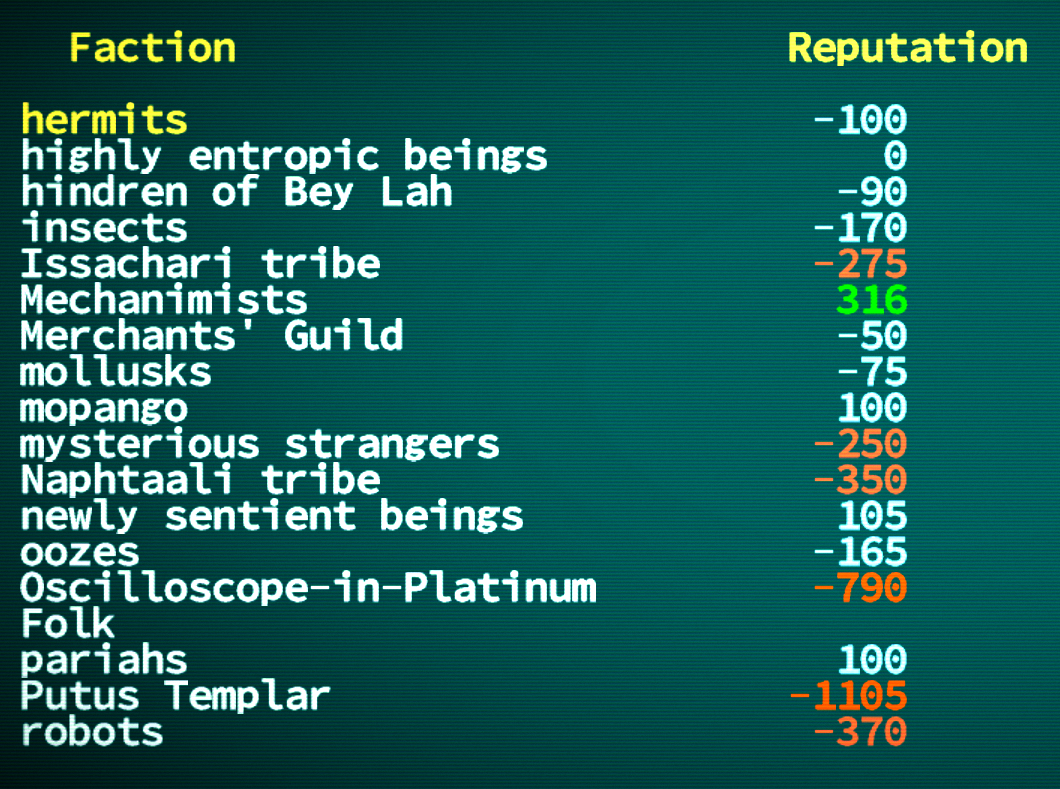 Faction Reputation
hermits -100
highly entropic beings 0
hindren of Bey Lah -90
insects -170
Issachari tribe -275
Mechanimists 316
Merchants' Guild -50
mollusks -75
mopango 100
mysterious strangers -250
Naphtaali tribe -350
newly sentient beings 105
oozes -165
Oscilloscope-in-Platinum -790
Folk
pariahs 100
Putus Templar -1105
robots -370